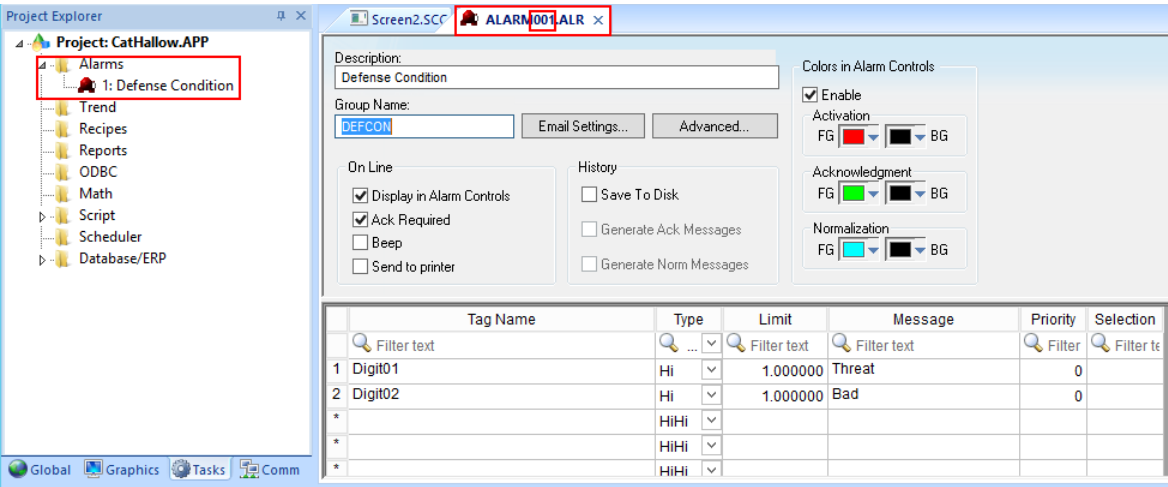 Project Explorer
Project: CatHallow.APP
Alarms
1: Defense Condition
Trend
Recipes
Reports
ODBC
Math
Script
Scheduler
Database/ERP
Global Graphics Tasks Comm
Screen2.SCC ALARM001.ALR
Description:
Defense Condition
Group Name:
DEFCON Email Settings... Advanced...
On Line
Display in Alarm Controls
Ack Required
Beep
Send to printer
History
Save To Disk
Generate Ack Messages
Generate Norm Messages
Colors in Alarm Controls
Enable
Activation
FG BG
Acknowledgment
FG BG
Normalization
FG BG
Tag Name Type Limit Message Priority Selection
Filter text ... Filter text Filter text Filter Filter te
1 Digit01 Hi 1.000000 Threat 0
2 Digit02 Hi 1.000000 Bad 0
* HiHi
* HiHi
* HiHi